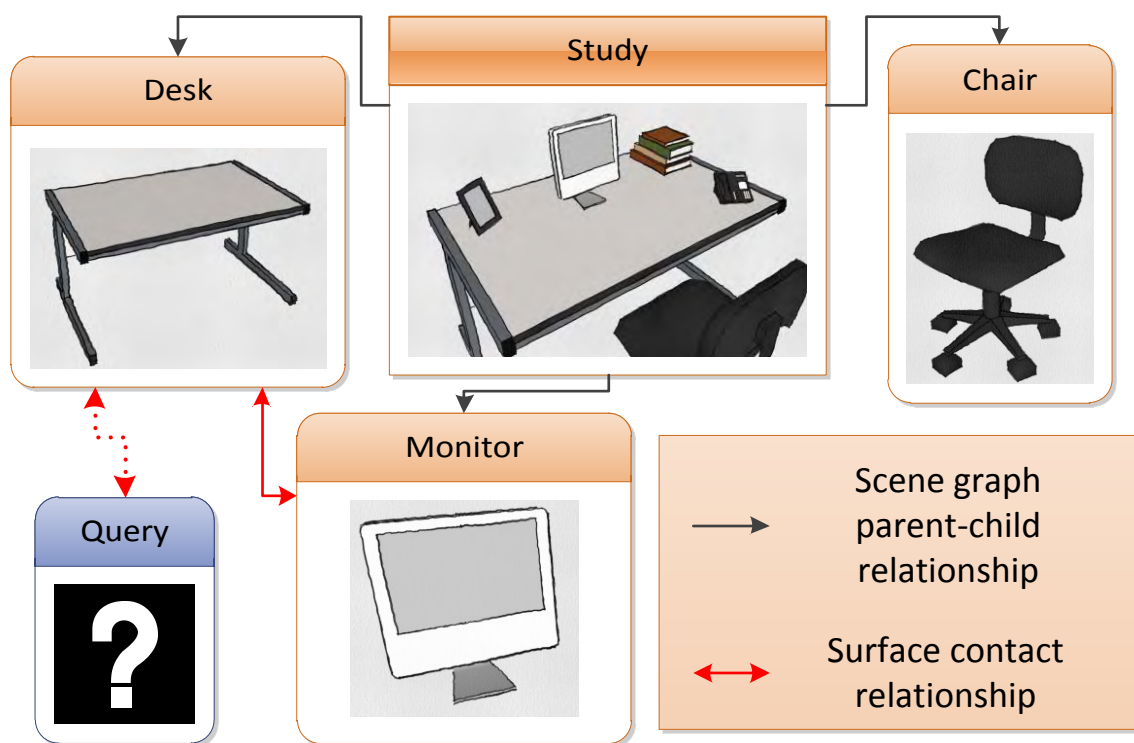 Study
Desk
Chair
Monitor
Query
?
Scene graph
parent-child
relationship
Surface contact
relationship